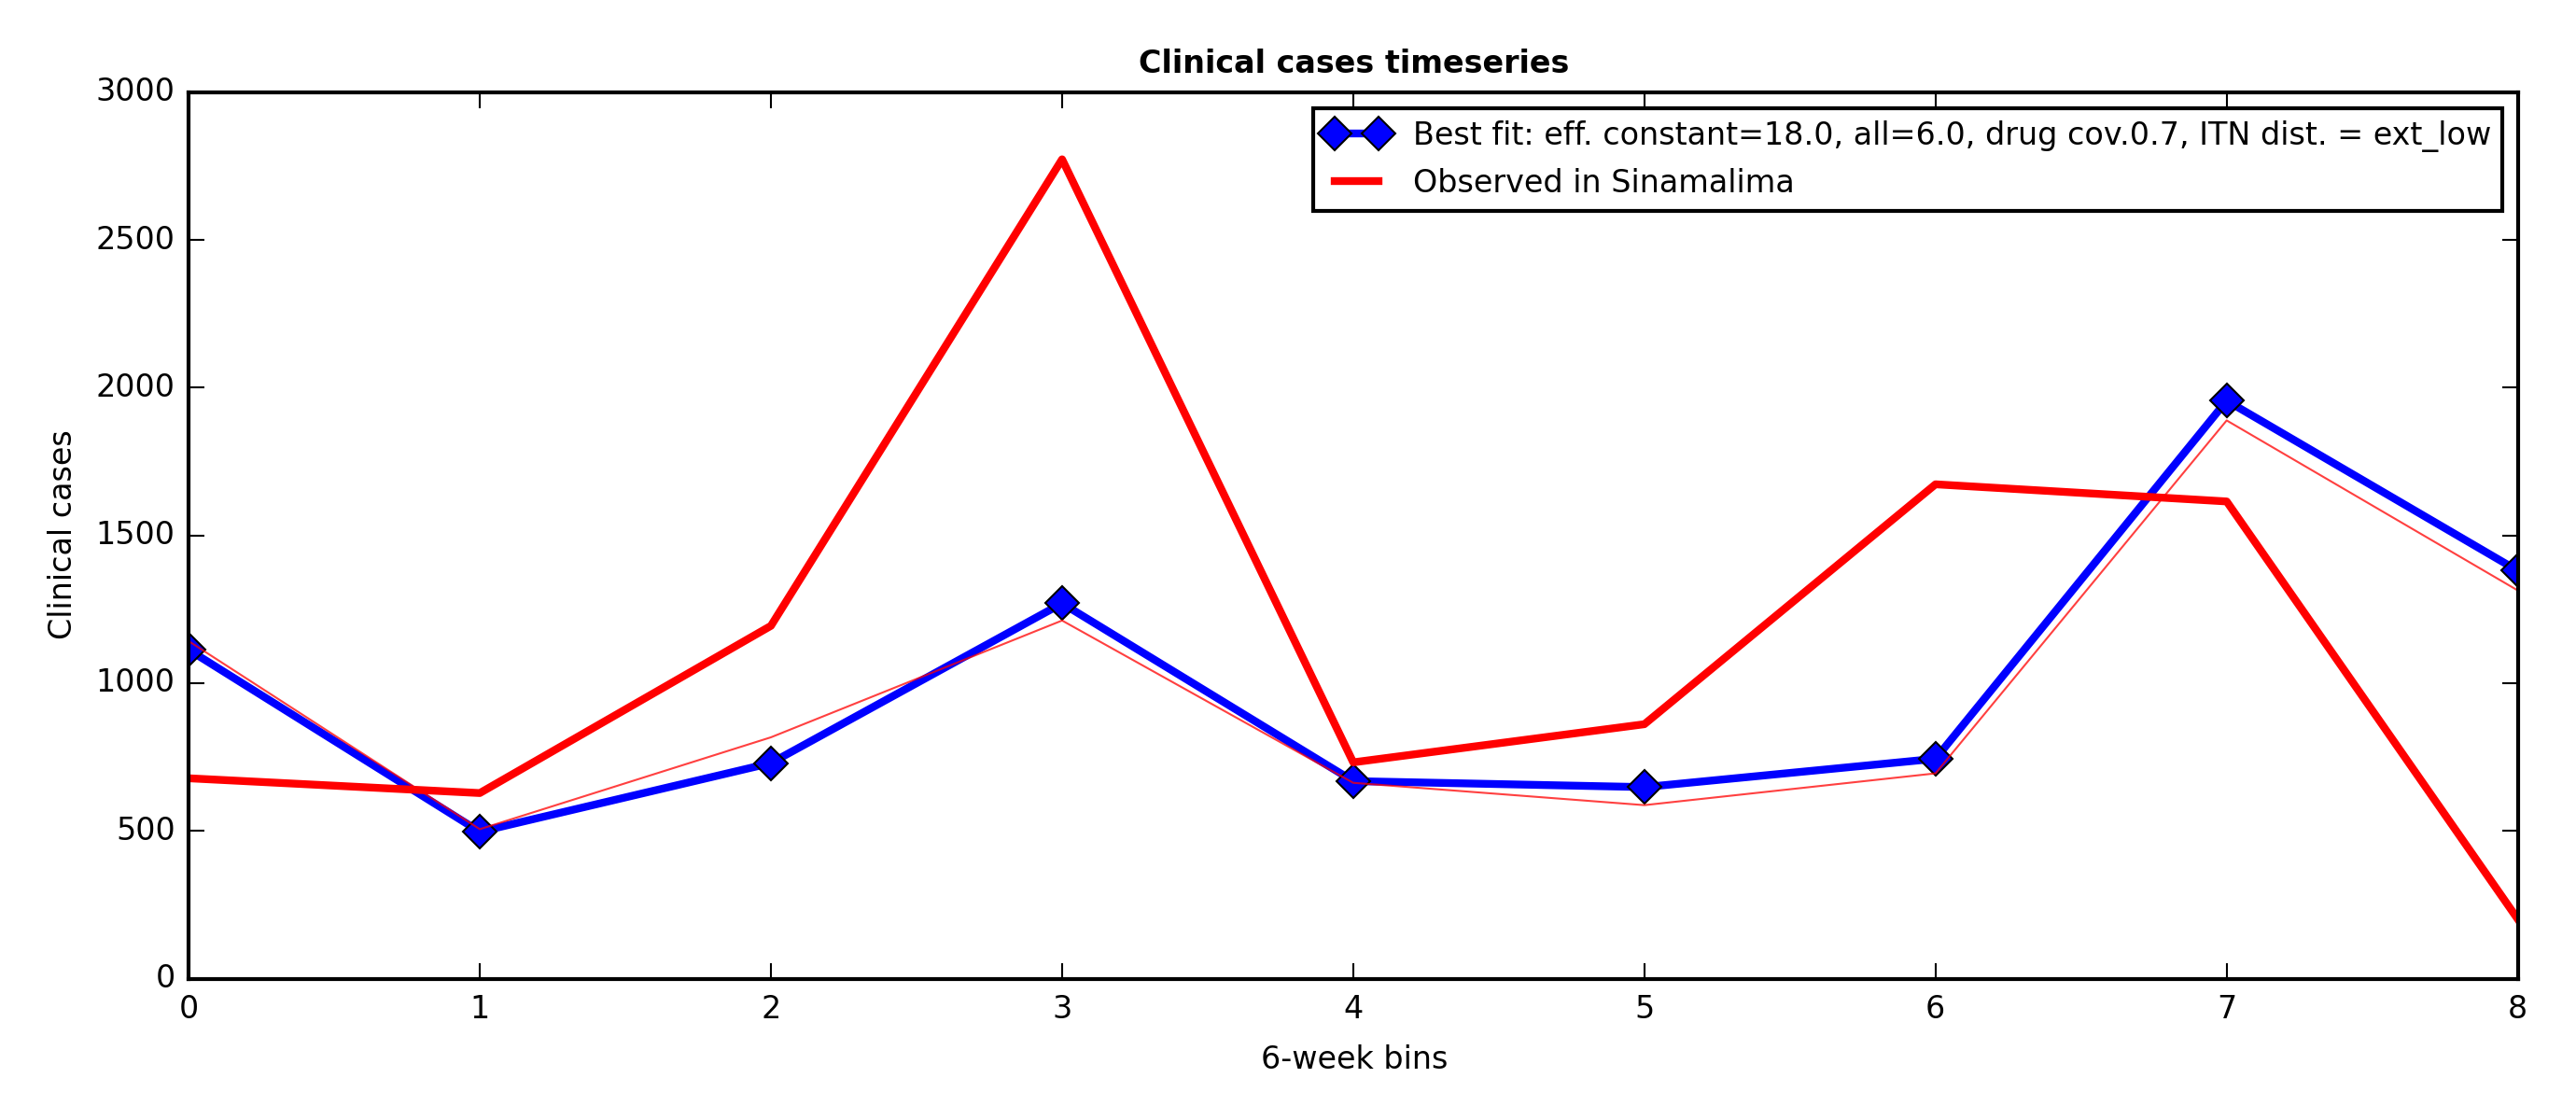 Clinical cases timeseries
3000
2500
2000
1500
1000
500
0
Clinical cases
Best fit: eff. constant=18.0, all=6.0, drug cov.0.7, ITN dist. = ext_low
Observed in Sinamalima
0 1 2 3 4 5 6 7 8
6-week bins